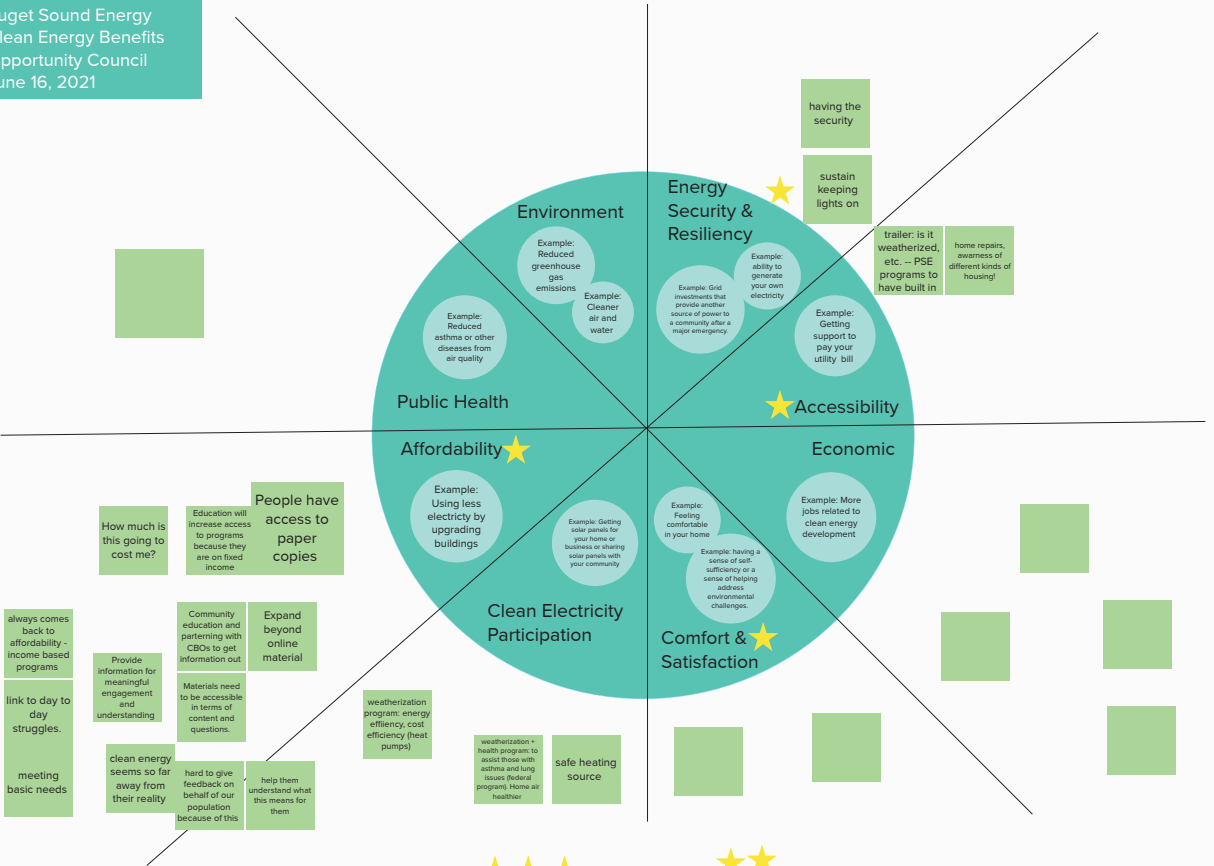 uget Sound Energy
lean Energy Benefits
pportunity Council
une 16, 2021
having the
security
sustain
keeping
lights on
trailer: is it
weatherized,
etc. -- PSE
programs to
have built in
home repairs,
awarness of
different kinds of
housing!
Environment
Example:
Reduced
greenhouse
gas
emissions
Example:
Cleaner
air and
water
Energy
Security &
Resiliency
Example:
ability to
generate
your own
electricity
Example: Grid
investments that
provide another
source of power to
a community after a
major emergency.
Example:
Reduced
asthma or other
diseases from
air quality
Public Health
Example:
Getting
support to
pay your
utility bill
Accessibility
Affordability
Example:
Using less
electricty by
upgrading
buildings
Economic
Example: More
jobs related to
clean energy
development
Example: Getting
solar panels for
your home or
business or sharing
solar panels with
your community
Clean Electricity
Participation
Example:
Feeling
comfortable
in your home
Example: having a
sense of self-
sufficiency or a
sense of helping
address
environmental
challenges.
Comfort &
Satisfaction
How much is
this going to
cost me?
Education will
increase access
to programs
because they
are on fixed
income
People have
access to
paper
copies
always comes
back to
affordability -
income based
programs
link to day to
day
struggles.
meeting
basic needs
Provide
information for
meaningful
engagement
and
understanding
Community
education and
parterning with
CBOs to get
information out
Expand
beyond
online
material
Materials need
to be accessible
in terms of
content and
questions.
clean energy
seems so far
away from
their reality
hard to give
feedback on
behalf of our
population
because of this
help them
understand what
this means for
them
weatherization
program: energy
effiiency, cost
efficiency (heat
pumps)
weatherization +
health program: to
assist those with
asthma and lung
issues (federal
program). Home air
healthier
safe heating
source